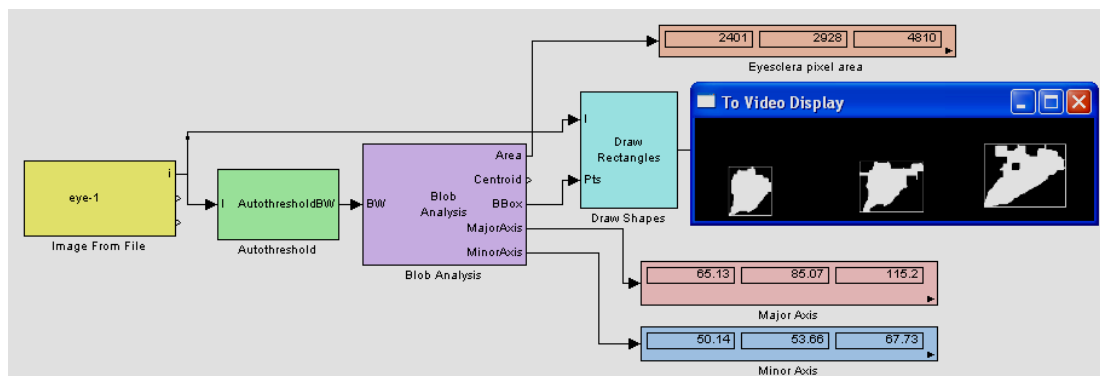 2401 2928 4810
Eyesclera pixel area
To Video Display
I
Draw
Rectangles
Pts
Draw Shapes
eye-1
i
Image From File
I
AutothresholdBW
Autothreshold
BW
Blob
Analysis
Area
Centroid
BBox
MajorAxis
MinorAxis
Blob Analysis
65.13 85.07 115.2
Major Axis
50.14 53.66 67.73
Minor Axis